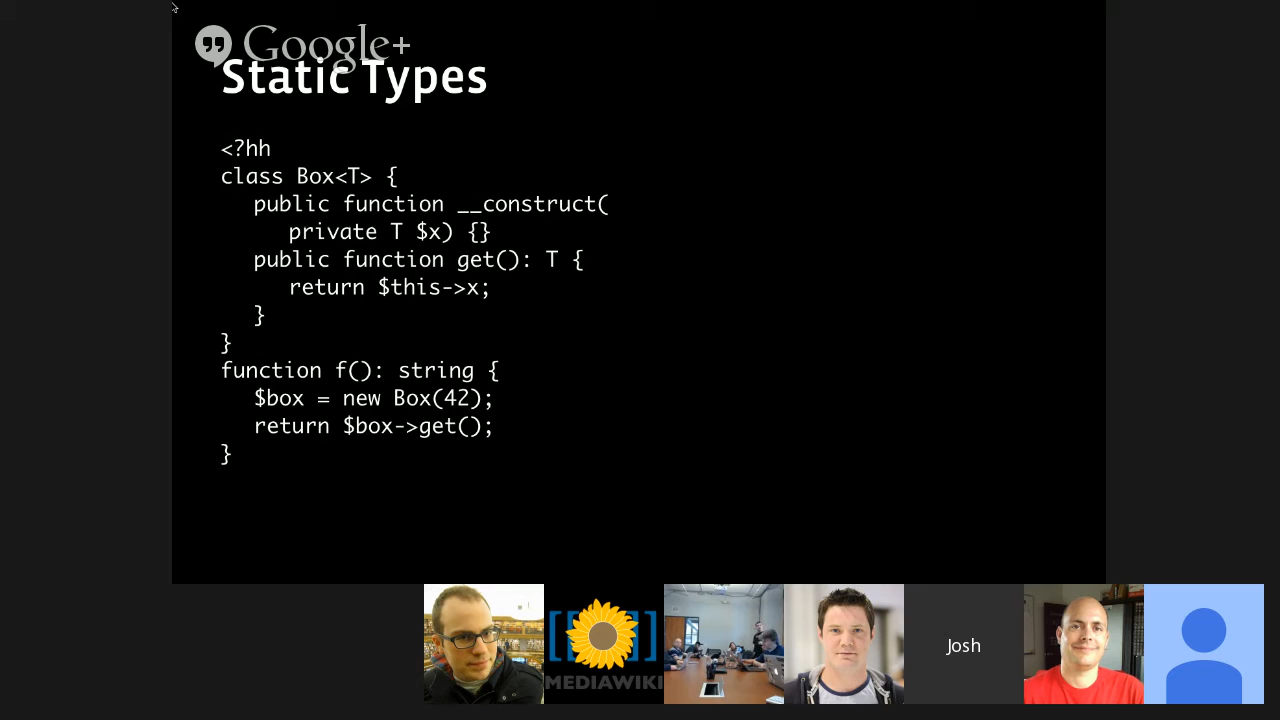 Google+
Static Types
<?hh
class Box<T> {
public function __construct(
private T $x) {}
public function get(): T {
return $this->x;
}
}
function f(): string {
$box = new Box(42);
return $box->get();
}
[[ ]]
MEDIAWIKI
Josh